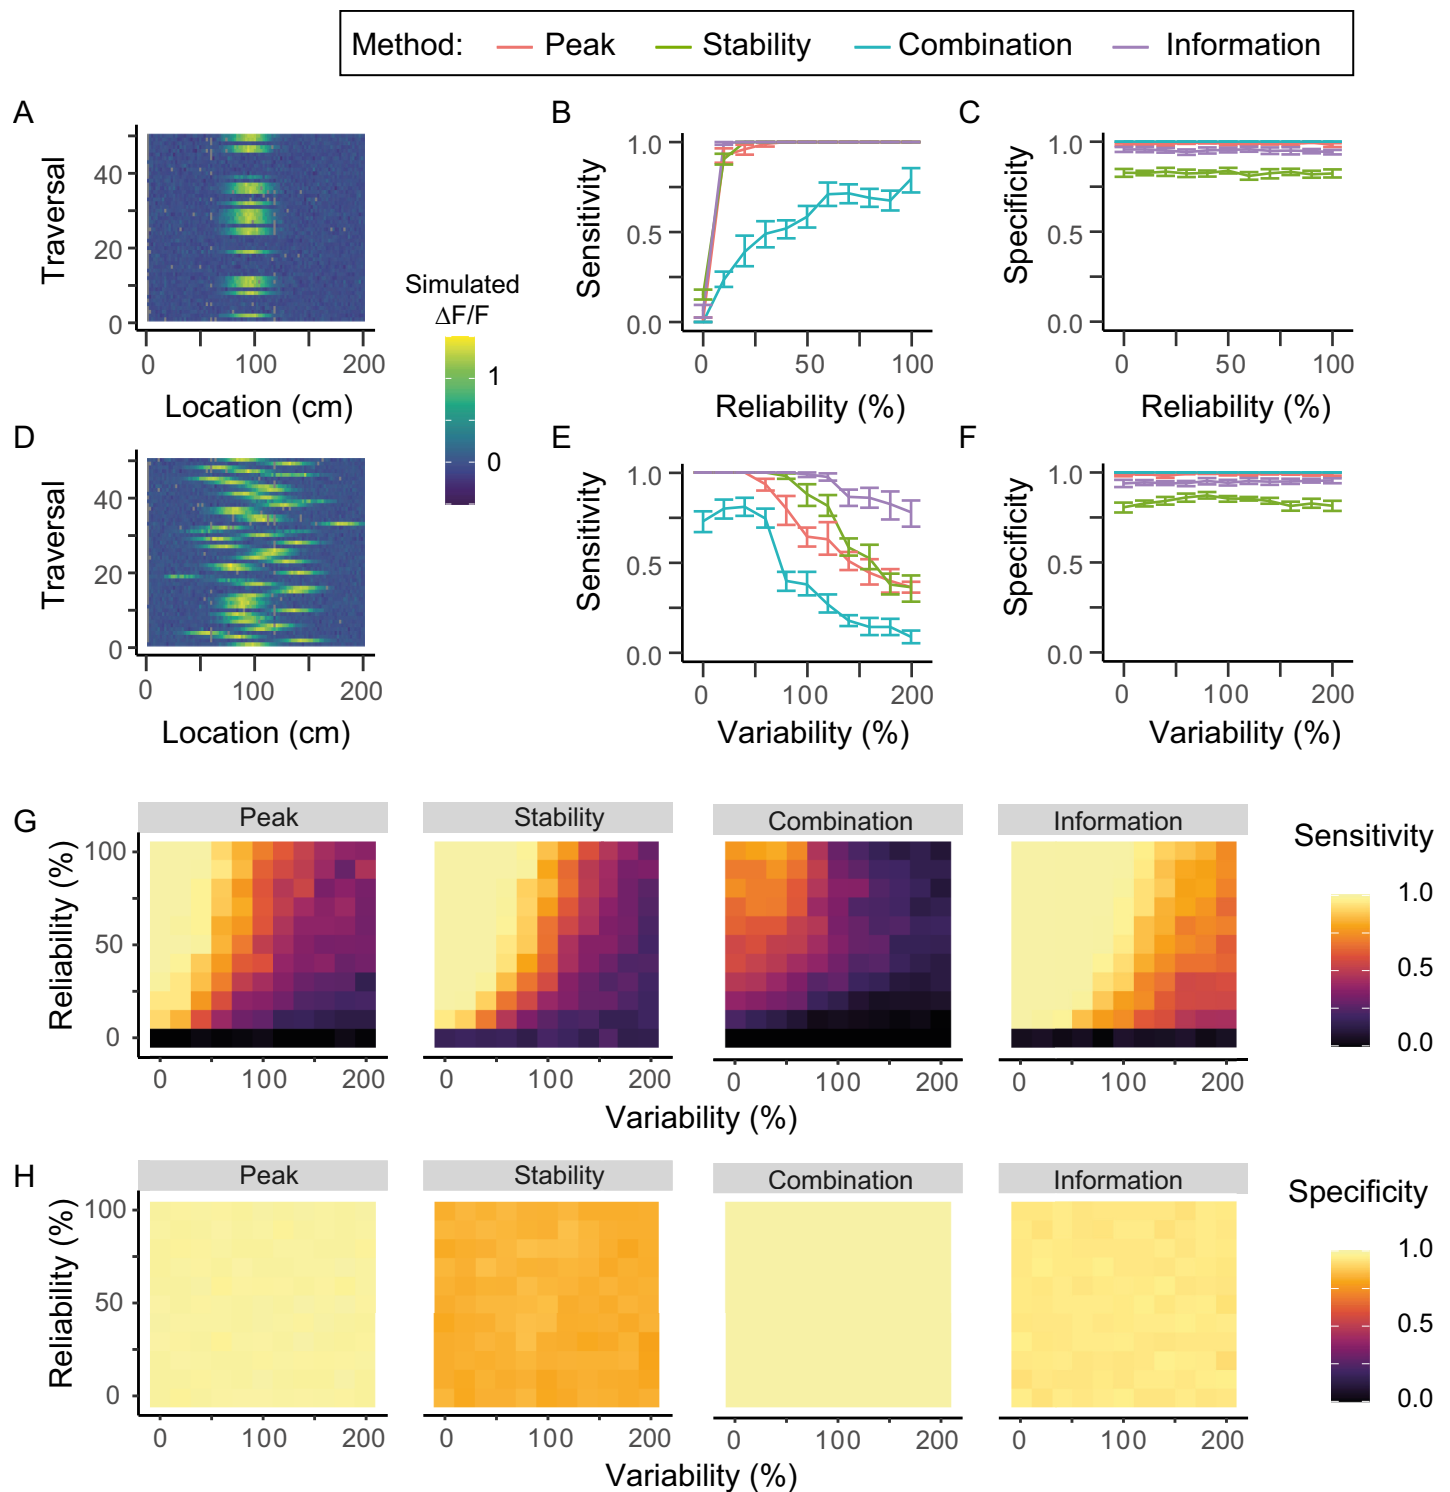 Method: Peak Stability Combination Information
A B C
Traversal
40
20
0
0 100 200
Location (cm)
Simulated
ΔF/F
1
0
Sensitivity
1.0
0.5
0.0
0 50 100
Reliability (%)
Specificity
1.0
0.5
0.0
0 50 100
Reliability (%)
D E F
Traversal
40
20
0
0 100 200
Location (cm)
Sensitivity
1.0
0.5
0.0
0 100 200
Variability (%)
Specificity
1.0
0.5
0.0
0 100 200
Variability (%)
G
Peak Stability Combination Information
Reliability (%)
100
50
0
0 100 200 0 100 200 0 100 200 0 100 200
Variability (%)
Sensitivity
1.0
0.5
0.0
H
Peak Stability Combination Information
Reliability (%)
100
50
0
0 100 200 0 100 200 0 100 200 0 100 200
Variability (%)
Specificity
1.0
0.5
0.0